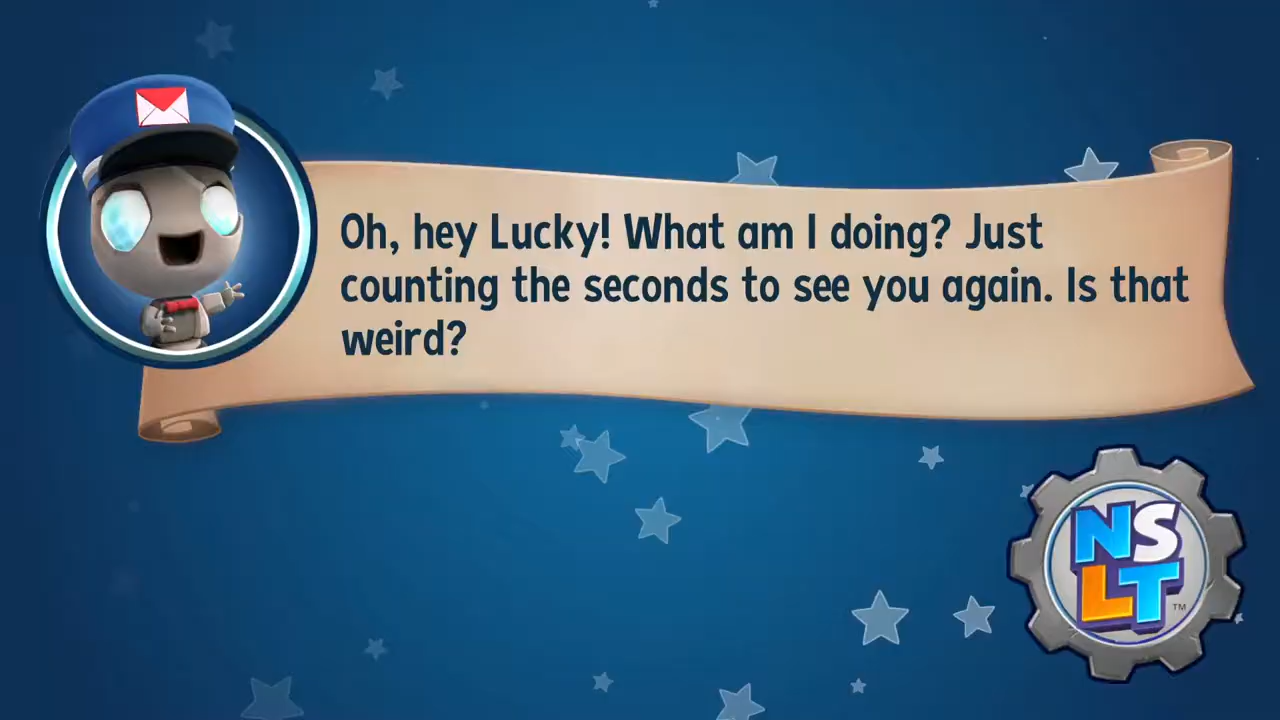 Oh, hey Lucky! What am I doing? Just
counting the seconds to see you again. Is that
weird?
NS
LT
TM